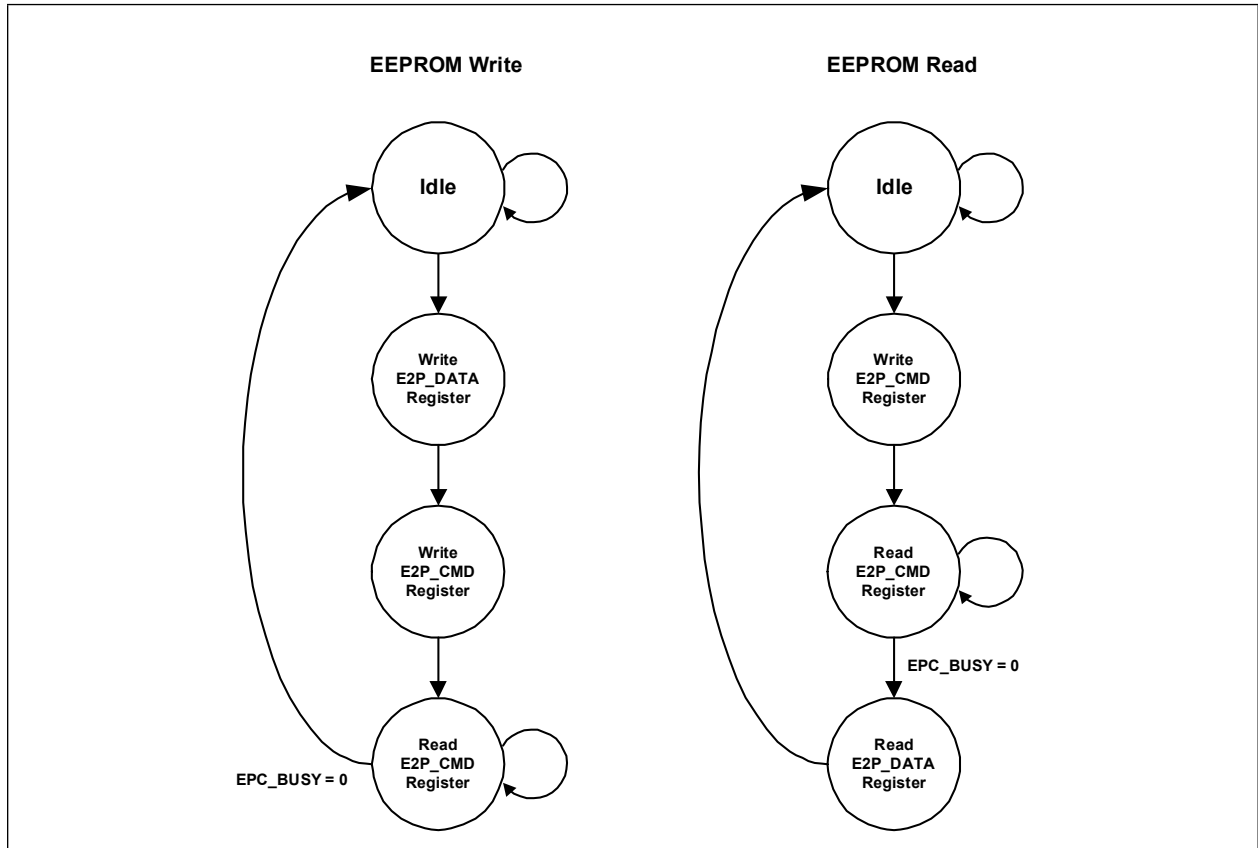 EEPROM Write
Idle
Write
E2P_DATA
Register
Write
E2P_CMD
Register
Read
E2P_CMD
Register
EPC_BUSY = 0
EEPROM Read
Idle
Write
E2P_CMD
Register
Read
E2P_CMD
Register
EPC_BUSY = 0
Read
E2P_DATA
Register